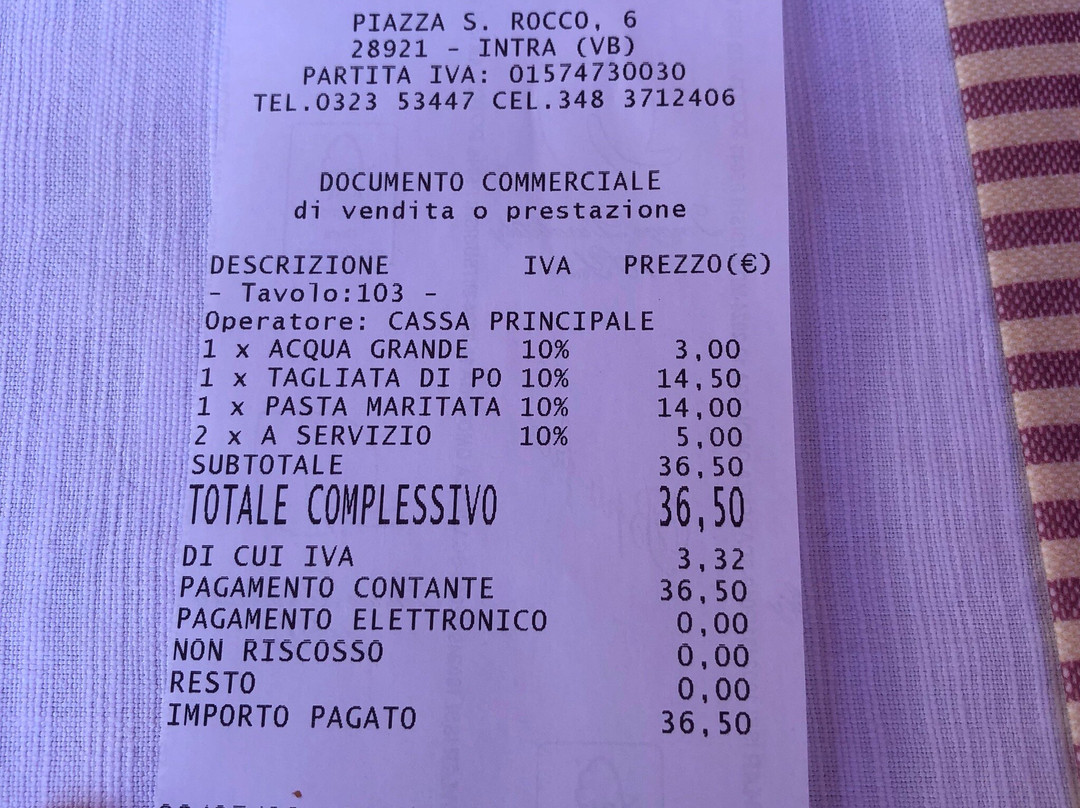 PIAZZA S. ROCCO, 6
28921 - INTRA (VB)
PARTITA IVA: 01574730030
TEL.0323 53447 CEL.348 3712406
DOCUMENTO COMMERCIALE
di vendita o prestazione
DESCRIZIONE IVA PREZZO(€)
- Tavolo:103 -
Operatore: CASSA PRINCIPALE
1 x ACQUA GRANDE 10% 3,00
1 x TAGLIATA DI PO 10% 14,50
1 x PASTA MARITATA 10% 14,00
2 x A SERVIZIO 10% 5,00
SUBTOTALE 36,50
TOTALE COMPLESSIVO 36,50
DI CUI IVA 3,32
PAGAMENTO CONTANTE 36,50
PAGAMENTO ELETTRONICO 0,00
NON RISCOSSO 0,00
RESTO 0,00
IMPORTO PAGATO 36,50